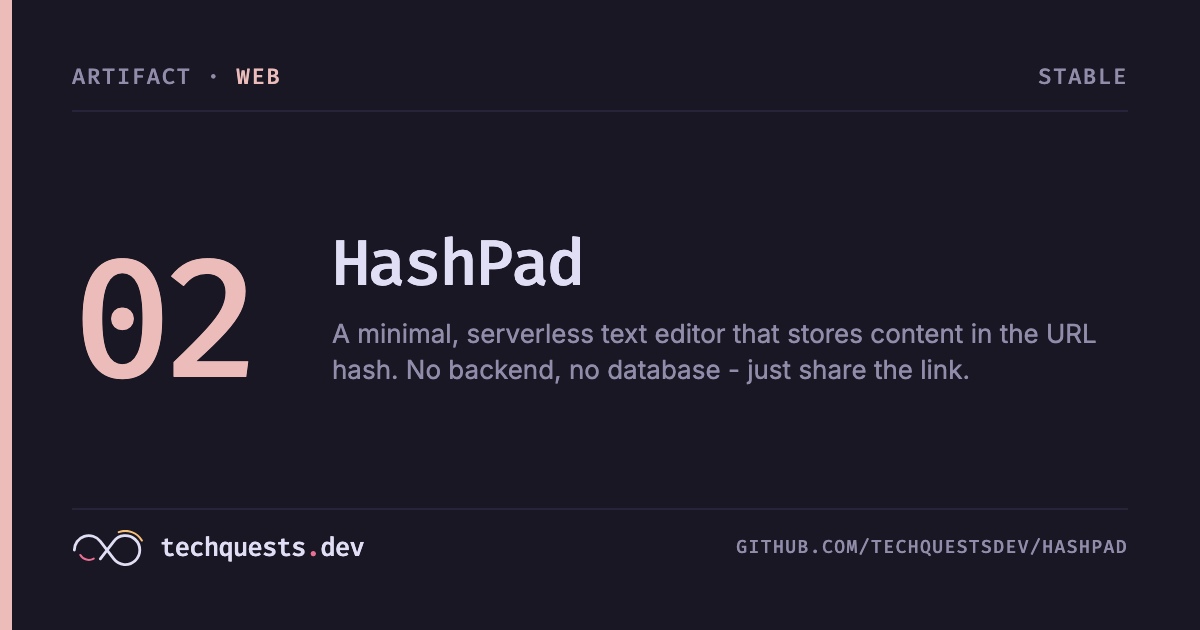 ARTIFACT · WEB
STABLE
02
HashPad
A minimal, serverless text editor that stores content in the URL
hash. No backend, no database - just share the link.
techquests.dev
GITHUB.COM/TECHQUESTSDEV/HASHPAD